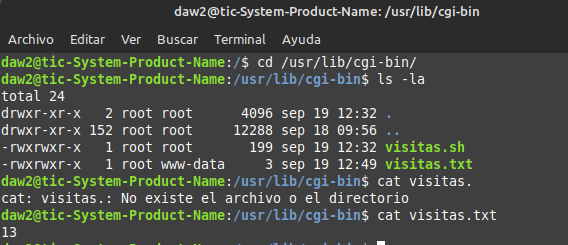 daw2@tic-System-Product-Name: /usr/lib/cgi-bin
Archivo Editar Ver Buscar Terminal Ayuda
daw2@tic-System-Product-Name:/$ cd /usr/lib/cgi-bin/
daw2@tic-System-Product-Name:/usr/lib/cgi-bin$ ls -la
total 24
drwxr-xr-x 2 root root 4096 sep 19 12:32 .
drwxr-xr-x 152 root root 12288 sep 18 09:56 ..
-rwxrwxr-x 1 root root 199 sep 19 12:32 visitas.sh
-rwxrwxr-x 1 root www-data 3 sep 19 12:49 visitas.txt
daw2@tic-System-Product-Name:/usr/lib/cgi-bin$ cat visitas.
cat: visitas.: No existe el archivo o el directorio
daw2@tic-System-Product-Name:/usr/lib/cgi-bin$ cat visitas.txt
13